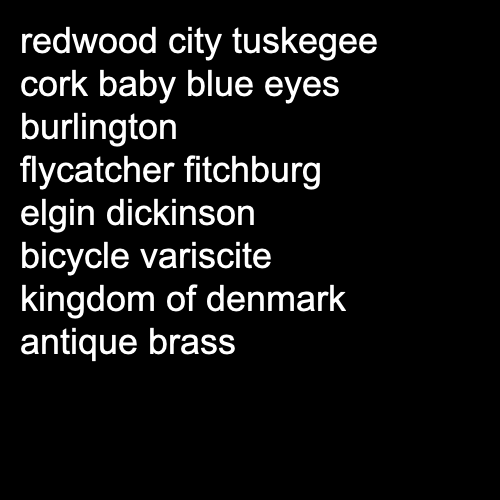 redwood city tuskegee
cork baby blue eyes
burlington
flycatcher fitchburg
elgin dickinson
bicycle variscite
kingdom of denmark
antique brass